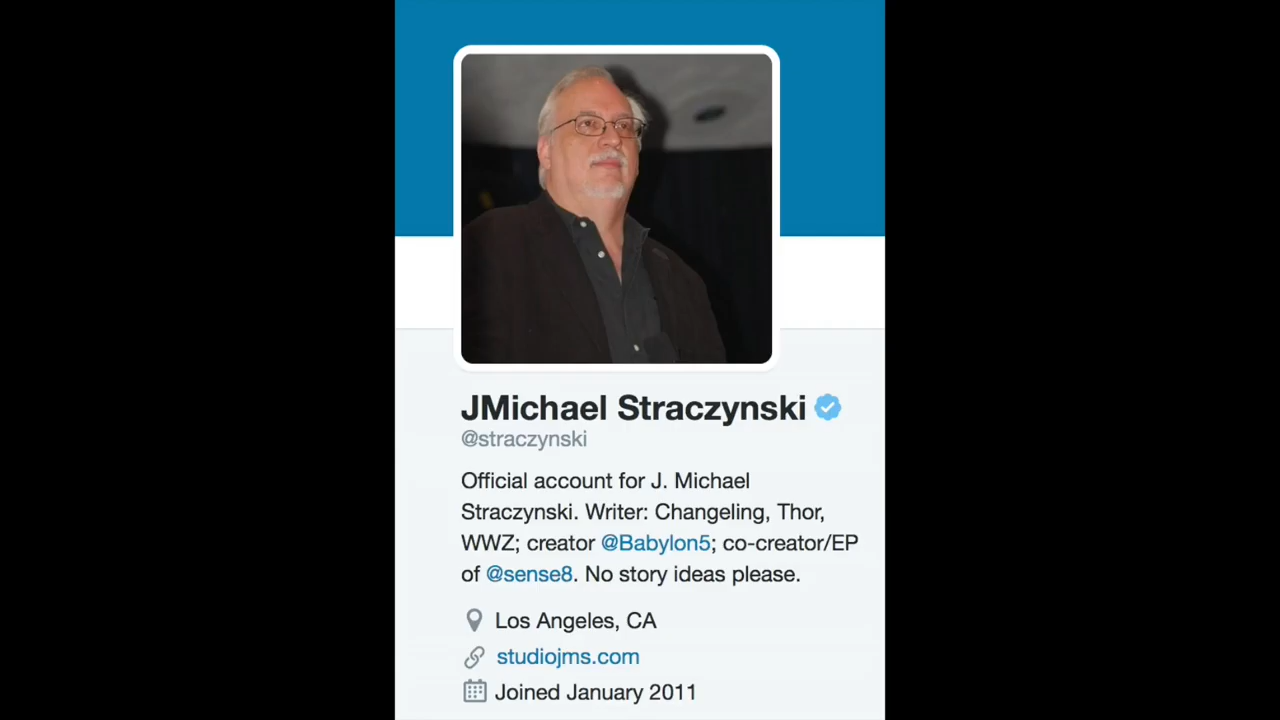 JMichael Straczynski
@straczynski
Official account for J. Michael
Straczynski. Writer: Changeling, Thor,
WWZ; creator @Babylon5; co-creator/EP
of @sense8. No story ideas please.
Los Angeles, CA
studiojms.com
Joined January 2011